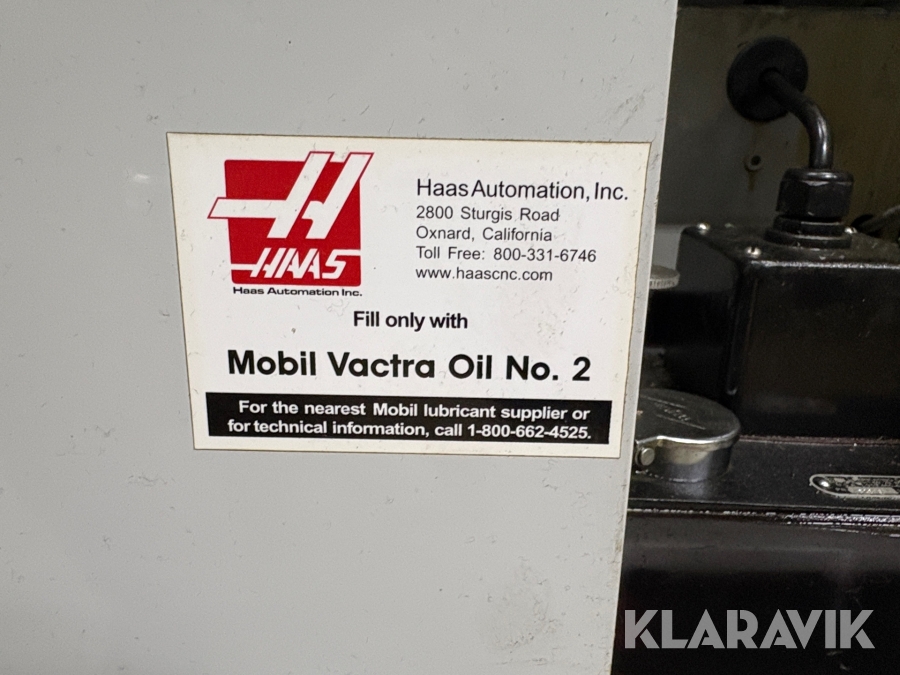 H
HAAS
Haas Automation Inc.
Haas Automation, Inc.
2800 Sturgis Road
Oxnard, California
Toll Free: 800-331-6746
www.haascnc.com
Fill only with
Mobil Vactra Oil No. 2
For the nearest Mobil lubricant supplier or
for technical information, call 1-800-662-4525.
KLARAVIK